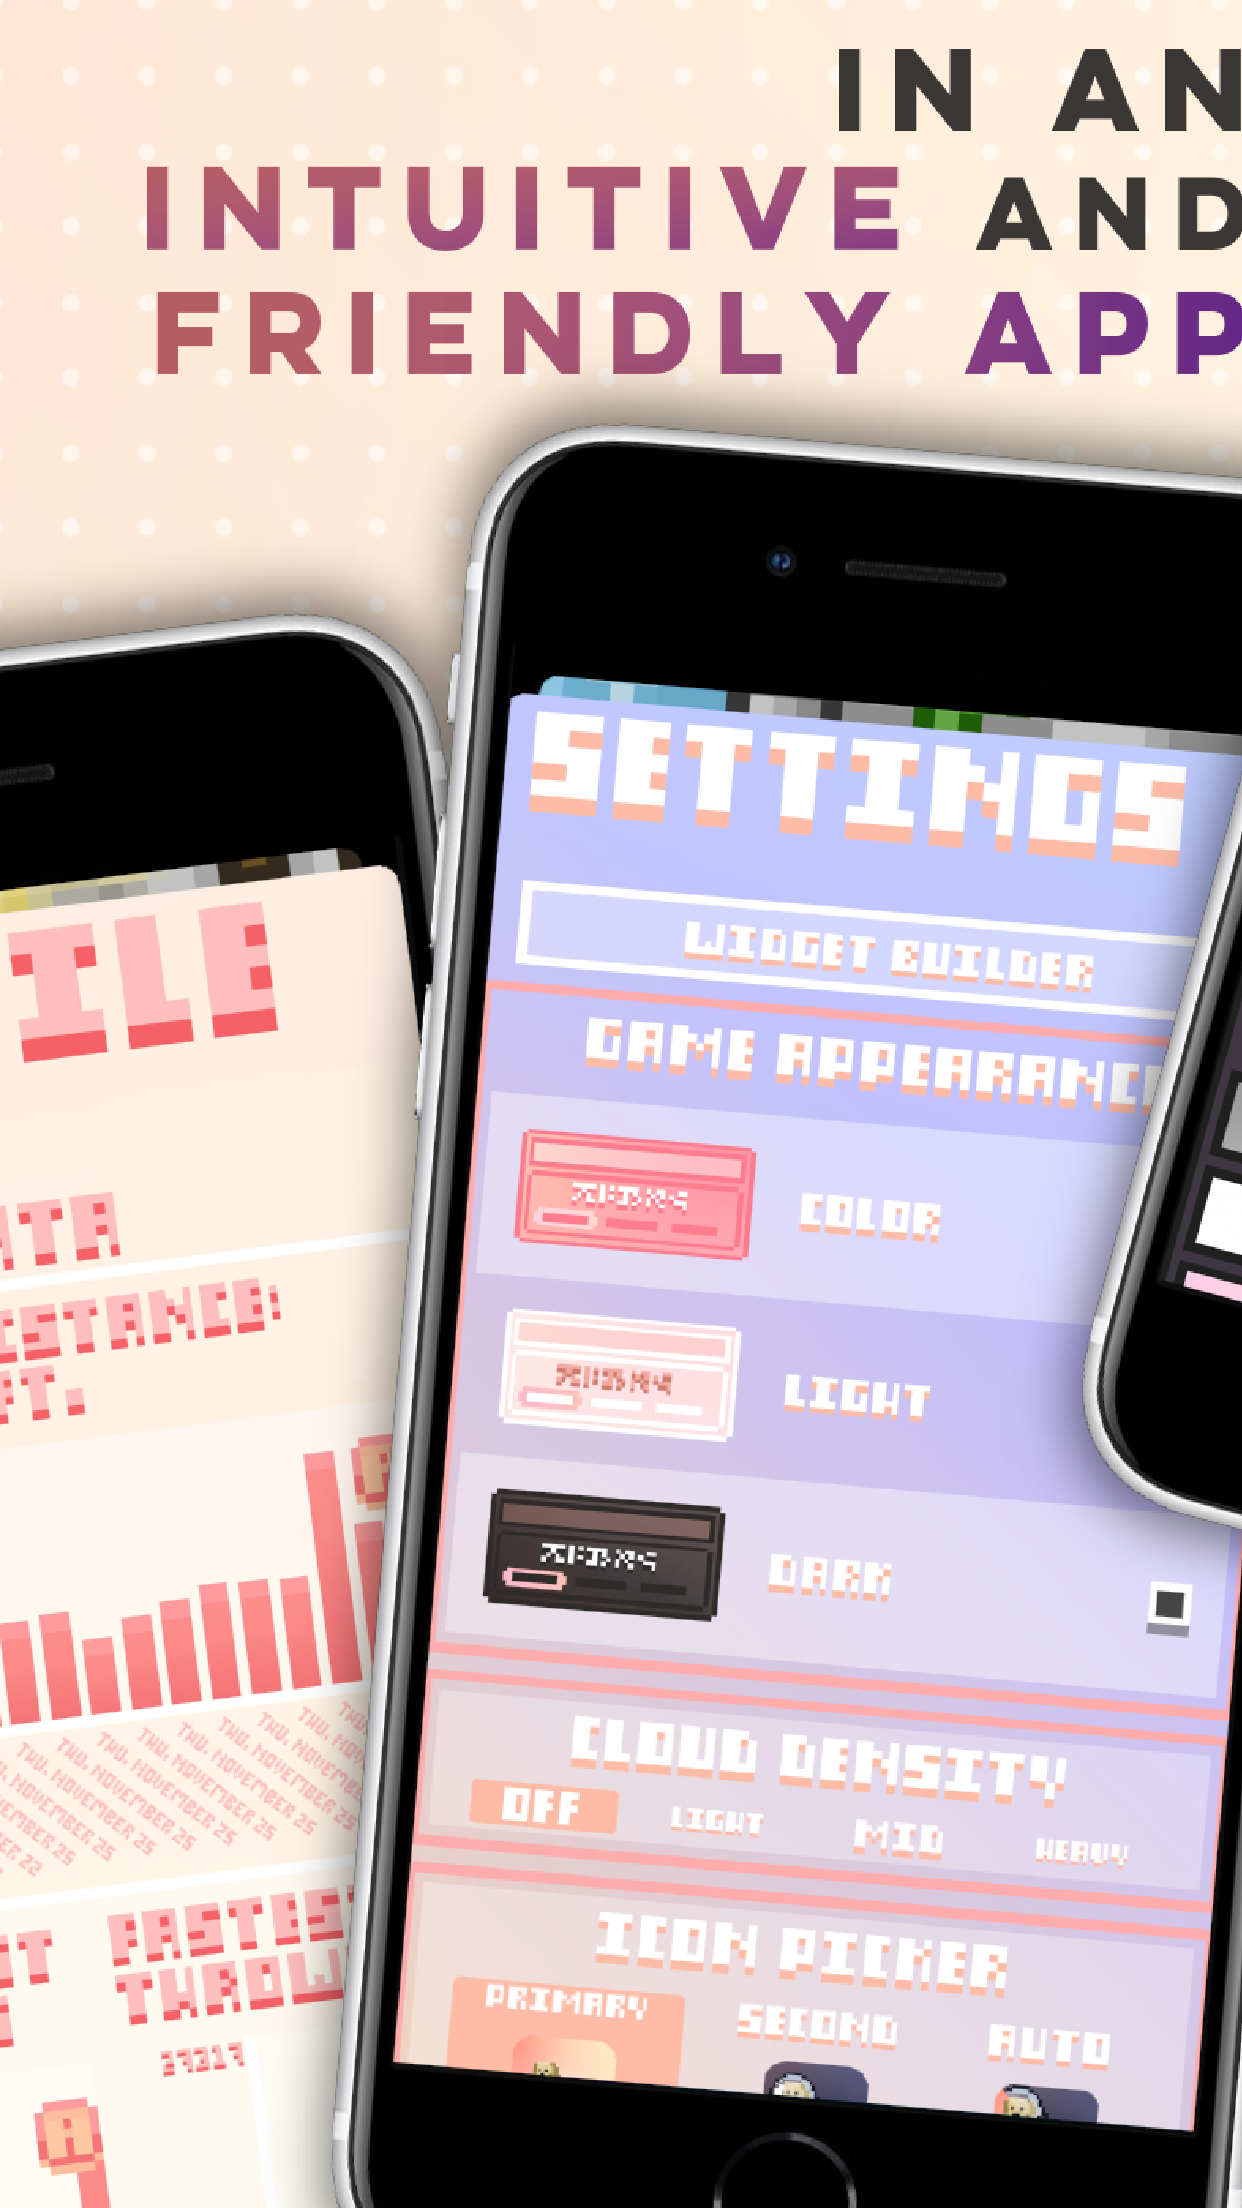 IN AN
INTUITIVE AND
FRIENDLY APP
SETTINGS
WIDGET BUILDER
GAME APPEARANC
COLOR
LIGHT
DARK
CLOUD DENSITY
OFF LIGHT MID HEAVY
ICON PICKER
PRIMARY SECOND AUTO
ILE
ATA
ISTANCE:
FT.
A
THU, NOVEMBER 25
THU, NOVEMBER 25
THU, NOVEMBER 25
THU, NOVEMBER 25
THU, NOVEMBER 25
THU, NOVEMBER 25
FASTEST
THROW
A